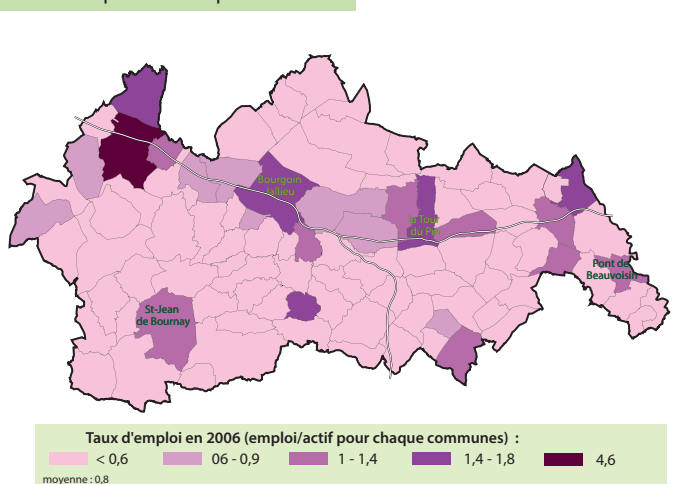 Bourgoin
Jallieu
la Tour
du Pin
Pont de
Beauvoisin
St-Jean
de Bournay
Taux d'emploi en 2006 (emploi/actif pour chaque communes) :
< 0,6
06 - 0,9
1 - 1,4
1,4 - 1,8
4,6
moyenne : 0,8